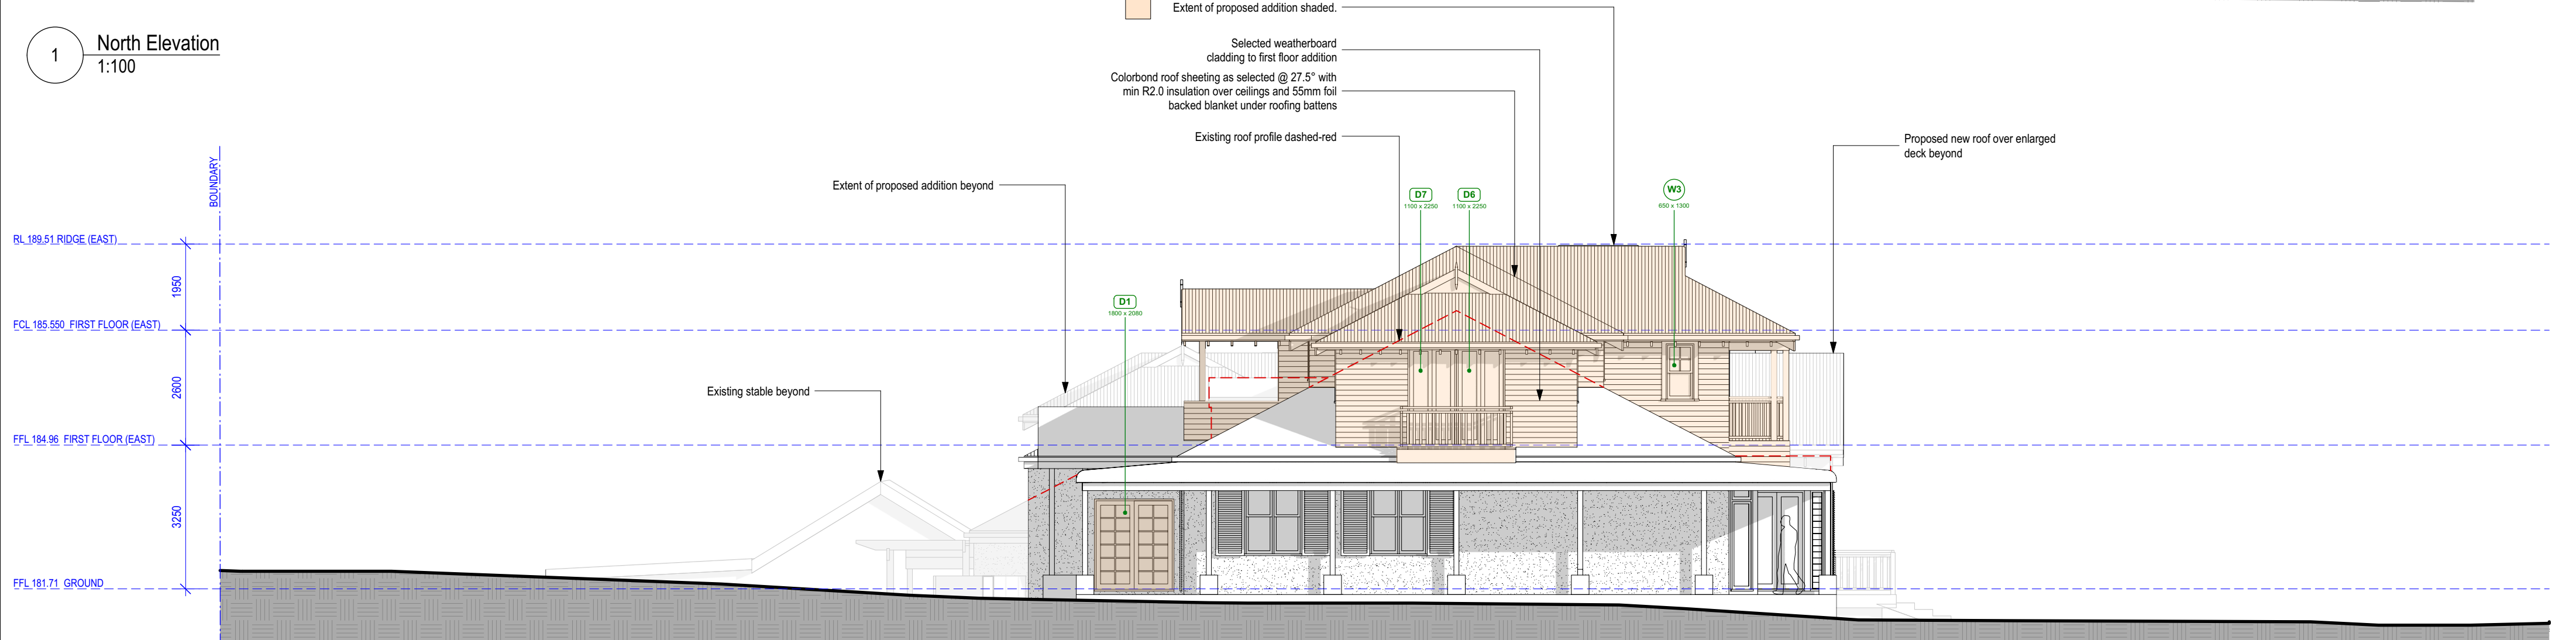 Extent of proposed addition shaded.
1
North Elevation
1:100
Selected weatherboard
cladding to first floor addition
Colorbond roof sheeting as selected @ 27.5° with
min R2.0 insulation over ceilings and 55mm foil
backed blanket under roofing battens
Existing roof profile dashed-red
Proposed new roof over enlarged
deck beyond
BOUNDARY
Extent of proposed addition beyond
D7
1100 x 2250
D6
1100 x 2250
W3
650 x 1300
RL 189.51 RIDGE (EAST)
1950
D1
1800 x 2080
FCL 185.550 FIRST FLOOR (EAST)
2600
Existing stable beyond
FFL 184.96 FIRST FLOOR (EAST)
3250
FFL 181.71 GROUND